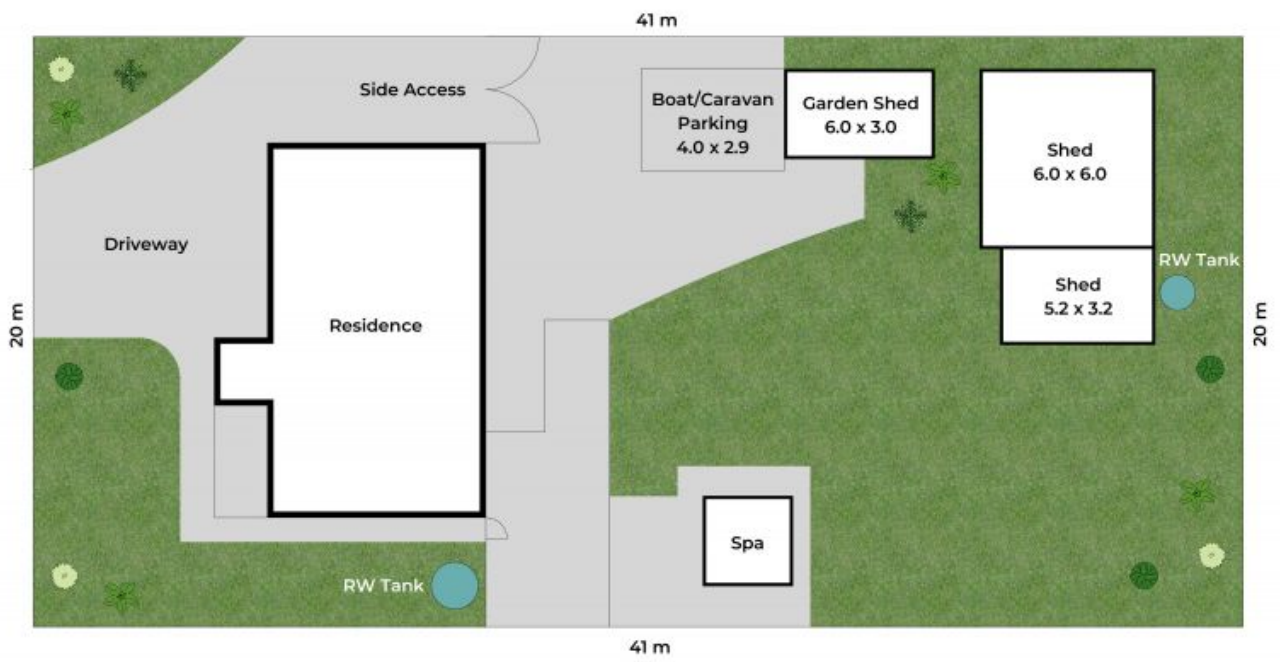 41 m
Side Access
Boat/Caravan
Parking
4.0 x 2.9
Garden Shed
6.0 x 3.0
Shed
6.0 x 6.0
Driveway
RW Tank
Shed
5.2 x 3.2
20 m
Residence
20 m
Spa
RW Tank
41 m